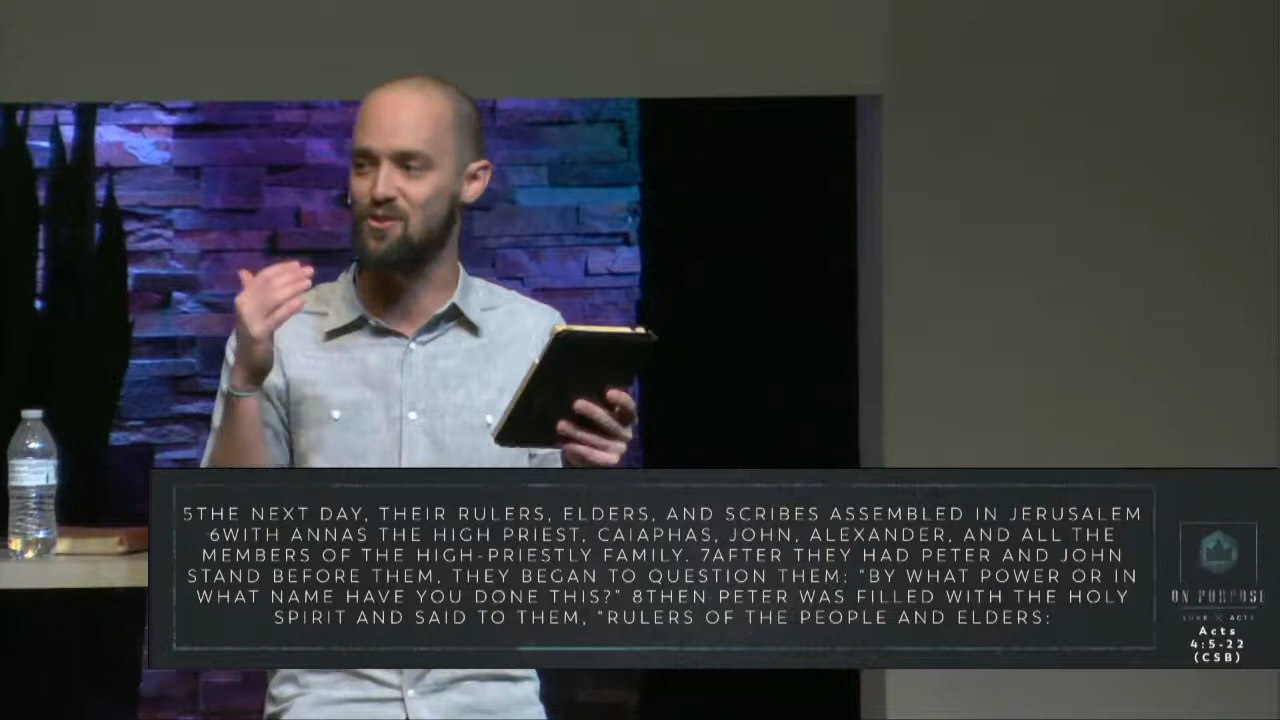 5THE NEXT DAY, THEIR RULERS, ELDERS, AND SCRIBES ASSEMBLED IN JERUSALEM
6WITH ANNAS THE HIGH PRIEST, CAIAPHAS, JOHN, ALEXANDER, AND ALL THE
MEMBERS OF THE HIGH-PRIESTLY FAMILY. 7AFTER THEY HAD PETER AND JOHN
STAND BEFORE THEM, THEY BEGAN TO QUESTION THEM: "BY WHAT POWER OR IN
WHAT NAME HAVE YOU DONE THIS?" 8THEN PETER WAS FILLED WITH THE HOLY
SPIRIT AND SAID TO THEM, "RULERS OF THE PEOPLE AND ELDERS:
ON PURPOSE
LUKE ACTS
Acts
4:5-22
(CSB)